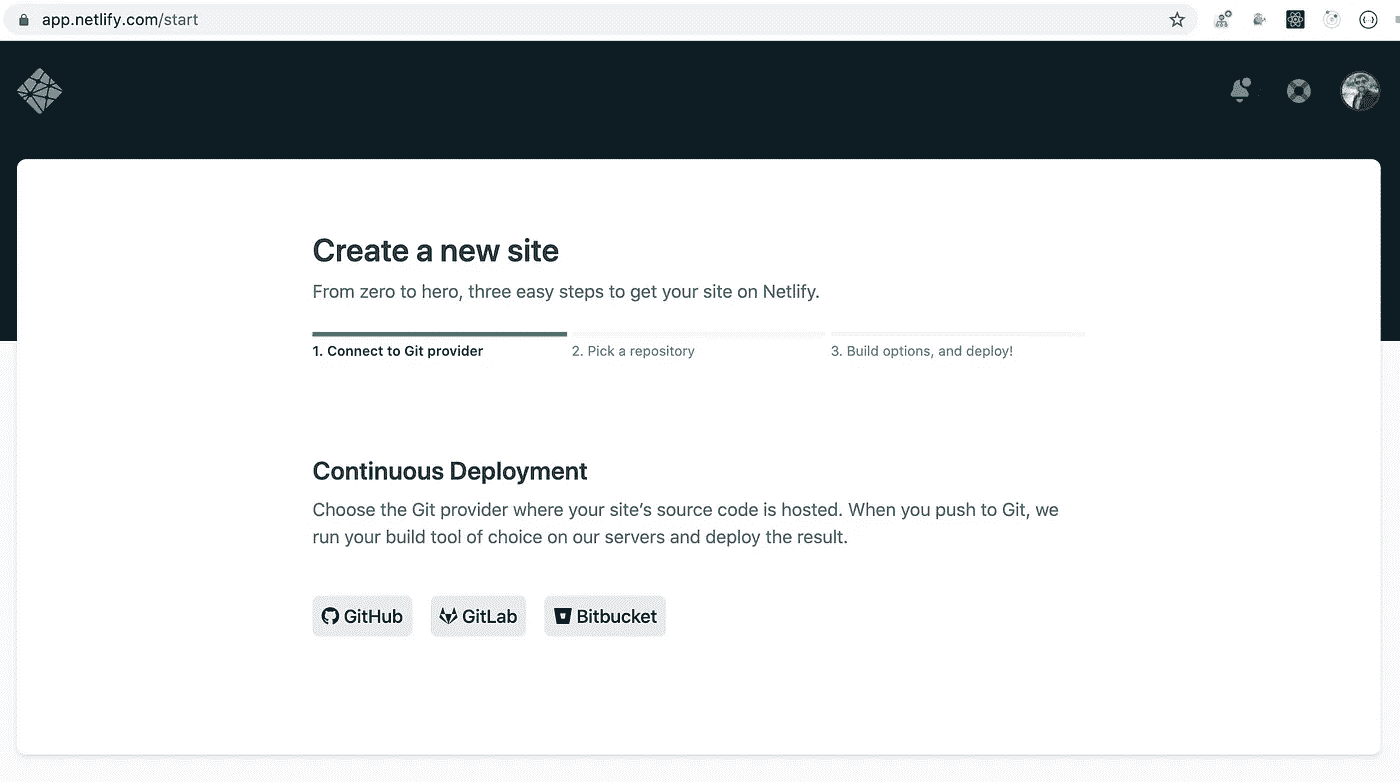 app.netlify.com/start
Create a new site
From zero to hero, three easy steps to get your site on Netlify.
1. Connect to Git provider
2. Pick a repository
3. Build options, and deploy!
Continuous Deployment
Choose the Git provider where your site’s source code is hosted. When you push to Git, we
run your build tool of choice on our servers and deploy the result.
GitHub
GitLab
Bitbucket